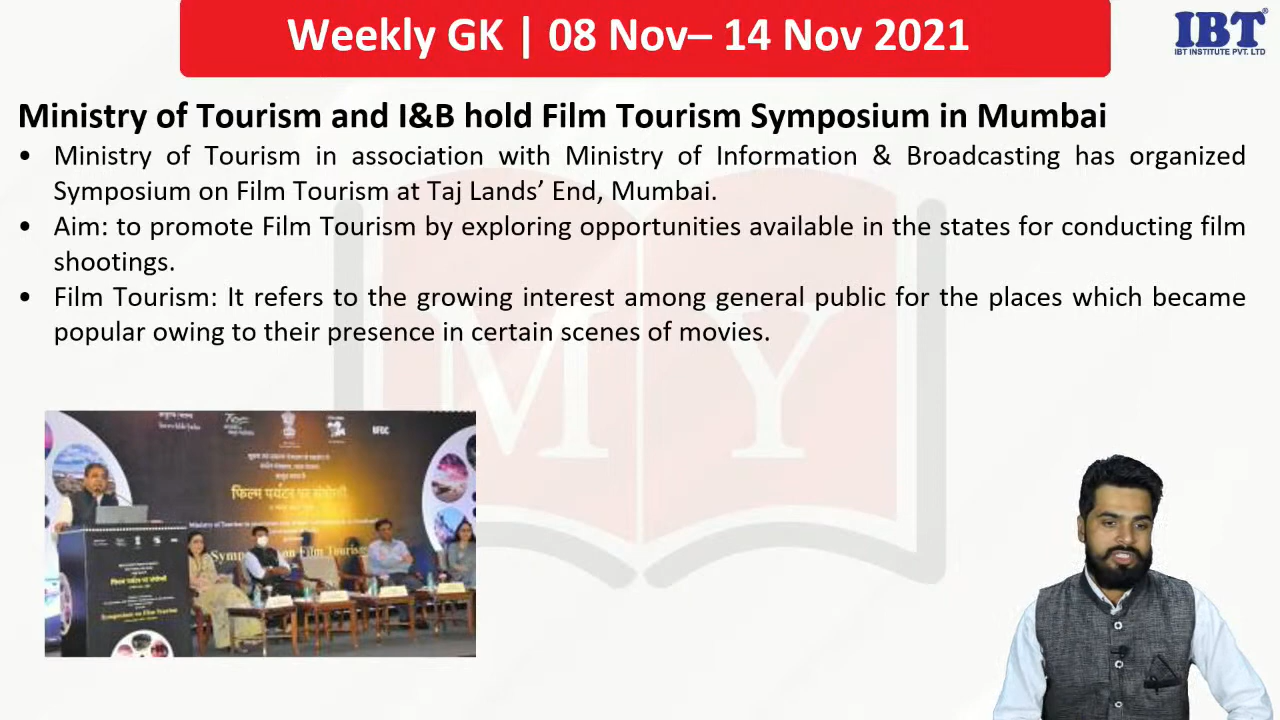 Weekly GK | 08 Nov– 14 Nov 2021
IBT®
IBT INSTITUTE PVT. LTD
Ministry of Tourism and I&B hold Film Tourism Symposium in Mumbai
• Ministry of Tourism in association with Ministry of Information & Broadcasting has organized
Symposium on Film Tourism at Taj Lands’ End, Mumbai.
• Aim: to promote Film Tourism by exploring opportunities available in the states for conducting film
shootings.
• Film Tourism: It refers to the growing interest among general public for the places which became
popular owing to their presence in certain scenes of movies.
M Y
फिल्म पर्यटन पर संगोष्ठी
on Film Tourism
Symposium on Film Tourism